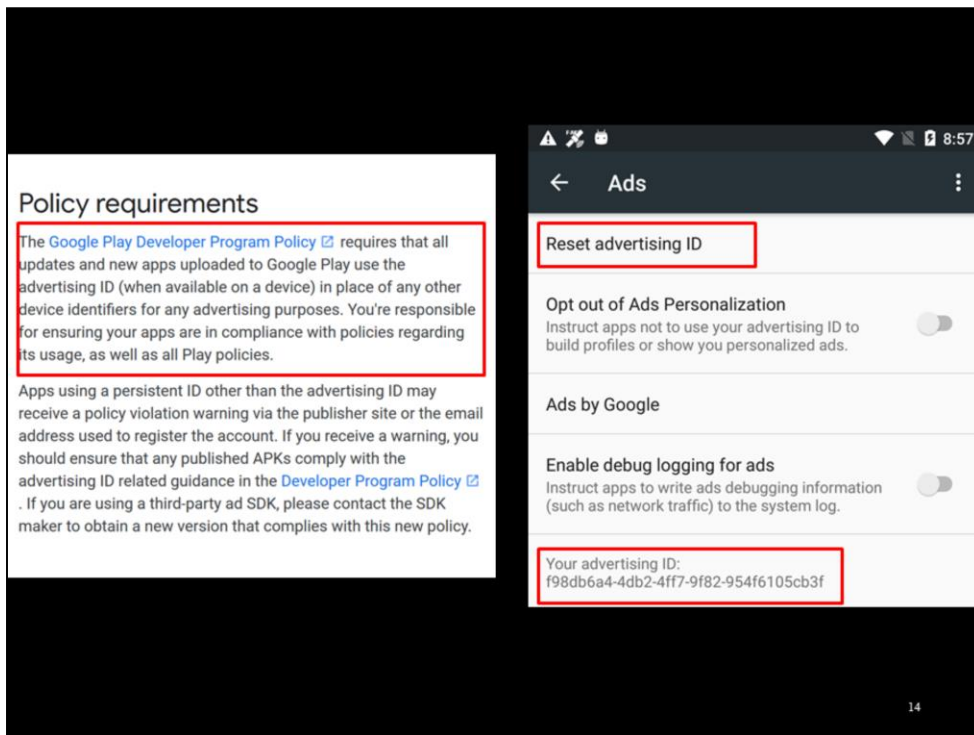 Policy requirements
The Google Play Developer Program Policy requires that all
updates and new apps uploaded to Google Play use the
advertising ID (when available on a device) in place of any other
device identifiers for any advertising purposes. You're responsible
for ensuring your apps are in compliance with policies regarding
its usage, as well as all Play policies.
Apps using a persistent ID other than the advertising ID may
receive a policy violation warning via the publisher site or the email
address used to register the account. If you receive a warning, you
should ensure that any published APKs comply with the
advertising ID related guidance in the Developer Program Policy
. If you are using a third-party ad SDK, please contact the SDK
maker to obtain a new version that complies with this new policy.
8:57
Ads
Reset advertising ID
Opt out of Ads Personalization
Instruct apps not to use your advertising ID to
build profiles or show you personalized ads.
Ads by Google
Enable debug logging for ads
Instruct apps to write ads debugging information
(such as network traffic) to the system log.
Your advertising ID:
f98db6a4-4db2-4ff7-9f82-954f6105cb3f
14